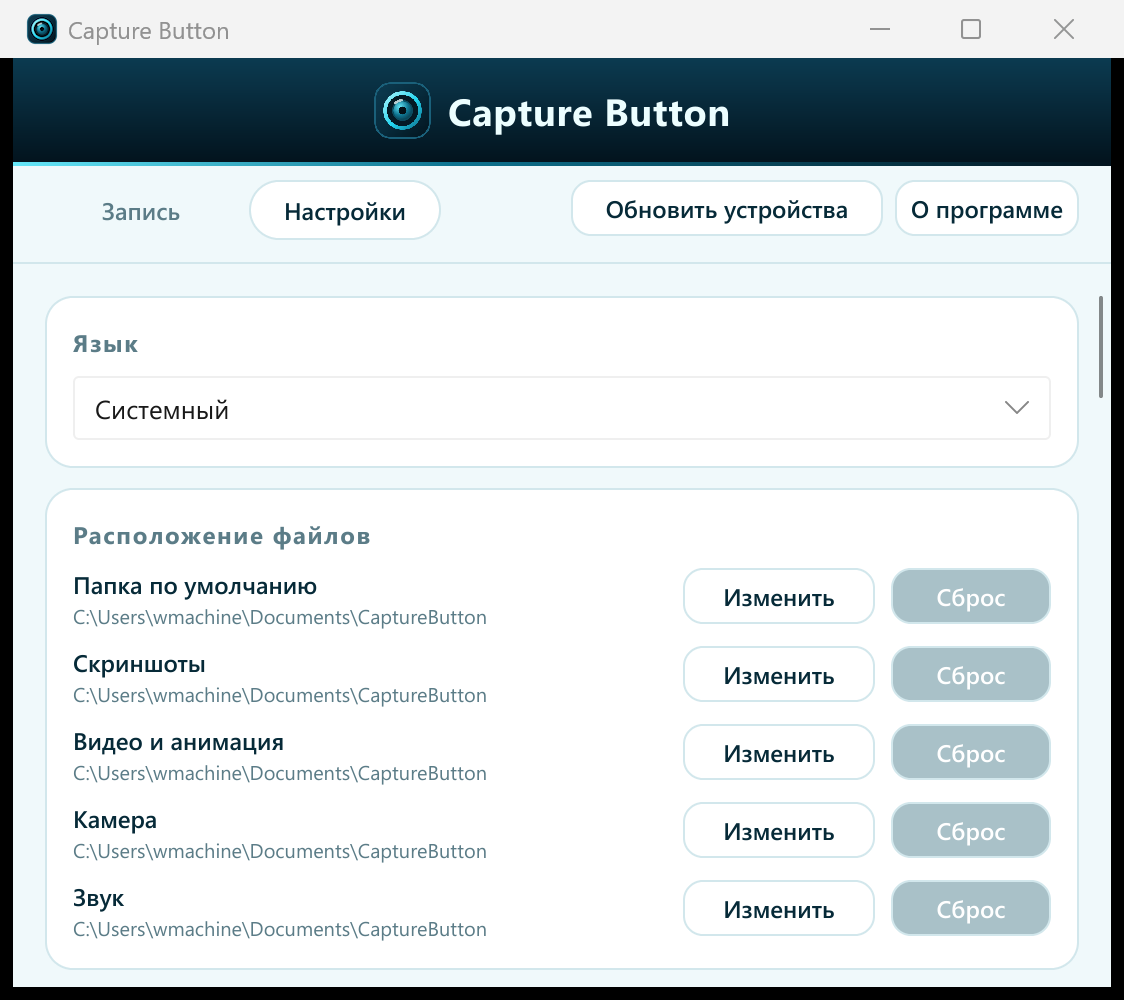 Capture Button
Capture Button
Запись
Настройки
Обновить устройства
О программе
Язык
Системный
Расположение файлов
Папка по умолчанию
C:\Users\wmachine\Documents\CaptureButton
Изменить
Сброс
Скриншоты
C:\Users\wmachine\Documents\CaptureButton
Изменить
Сброс
Видео и анимация
C:\Users\wmachine\Documents\CaptureButton
Изменить
Сброс
Камера
C:\Users\wmachine\Documents\CaptureButton
Изменить
Сброс
Звук
C:\Users\wmachine\Documents\CaptureButton
Изменить
Сброс